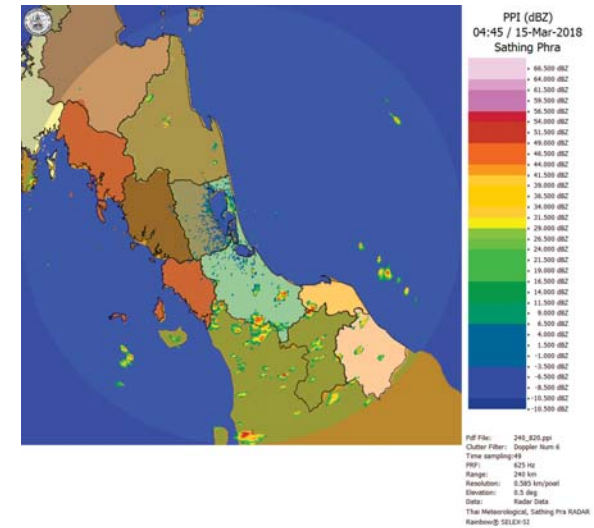 PPI (dBZ)
04:45 / 15-Mar-2018
Sathing Phra
66.500 dBZ
64.000 dBZ
61.500 dBZ
59.500 dBZ
56.500 dBZ
54.000 dBZ
51.500 dBZ
49.000 dBZ
46.500 dBZ
44.000 dBZ
41.500 dBZ
39.000 dBZ
36.500 dBZ
34.000 dBZ
31.500 dBZ
29.000 dBZ
26.500 dBZ
24.000 dBZ
21.500 dBZ
19.000 dBZ
16.500 dBZ
14.000 dBZ
11.500 dBZ
9.000 dBZ
6.500 dBZ
4.000 dBZ
1.500 dBZ
-1.000 dBZ
-3.500 dBZ
-6.500 dBZ
-8.500 dBZ
-10.500 dBZ
-10.500 dBZ
Pdf File: 240_820.ppi
Clutter Filter: Doppler Num 6
Time sampling:49
PRF: 625 Hz
Range: 240 km
Resolution: 0.585 km/pixel
Elevation: 0.5 deg
Data: Radar Data
Thai Meteorological, Sathing Pra RADAR
Rainbow® SELEX-SI